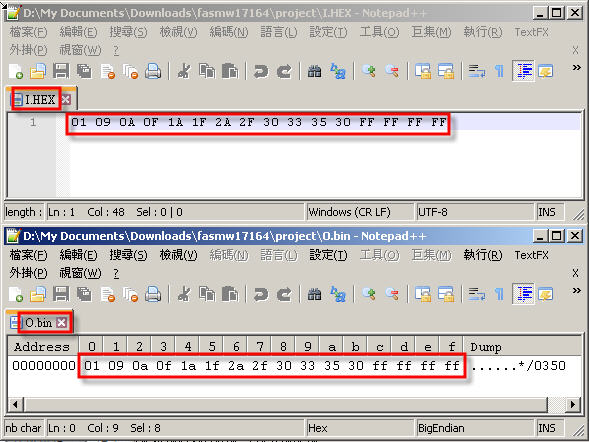 D:\My Documents\Downloads\fasmw17164\project\I.HEX - Notepad++
檔案(F) 編輯(E) 搜尋(S) 檢視(V) 編碼(N) 語言(L) 設定(T) 工具(O) 巨集(M) 執行(R) TextFX
外掛(P) 視窗(W) ? X
I.HEX
1 01 09 0A 0F 1A 1F 2A 2F 30 33 35 30 FF FF FF FF
length : Ln : 1 Col : 48 Sel : 0 | 0 Windows (CR LF) UTF-8 INS
D:\My Documents\Downloads\fasmw17164\project\O.bin - Notepad++
檔案(F) 編輯(E) 搜尋(S) 檢視(V) 編碼(N) 語言(L) 設定(T) 工具(O) 巨集(M) 執行(R) TextFX
外掛(P) 視窗(W) ? X
O.bin
Address 0 1 2 3 4 5 6 7 8 9 a b c d e f Dump
00000000 01 09 0a 0f 1a 1f 2a 2f 30 33 35 30 ff ff ff ff ......*/0350
nb char Ln : 1 Col : 9 Sel : 8 Hex BigEndian INS